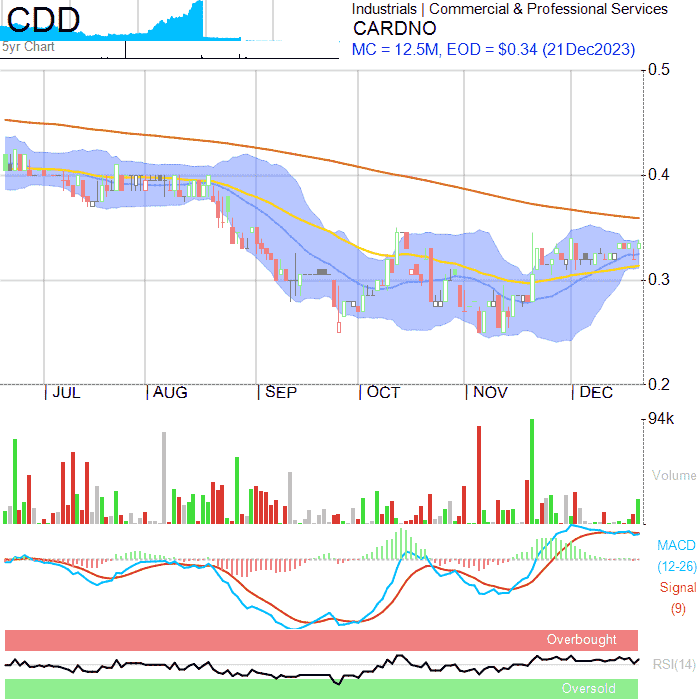 CDD
5yr Chart
Industrials | Commercial & Professional Services
CARDNO
MC = 12.5M, EOD = $0.34 (21Dec2023)
0.5
0.4
0.3
0.2
JUL AUG SEP OCT NOV DEC
94k
Volume
MACD
(12-26)
Signal
(9)
Overbought
RSI(14)
Oversold